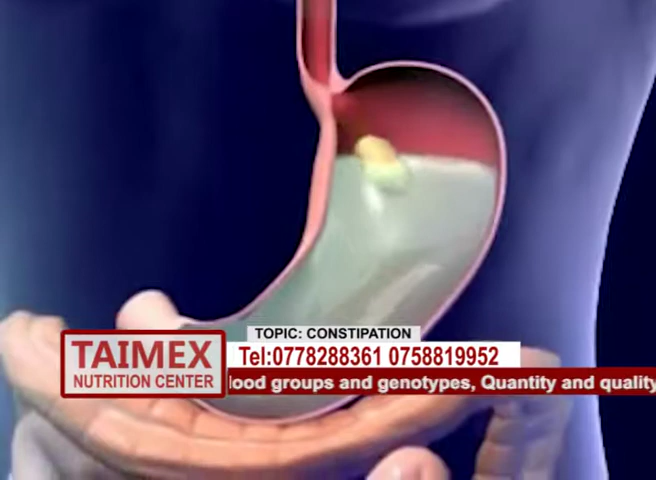 TOPIC: CONSTIPATION
TAIMEX
NUTRITION CENTER
Tel:0778288361 0758819952
lood groups and genotypes, Quantity and quality